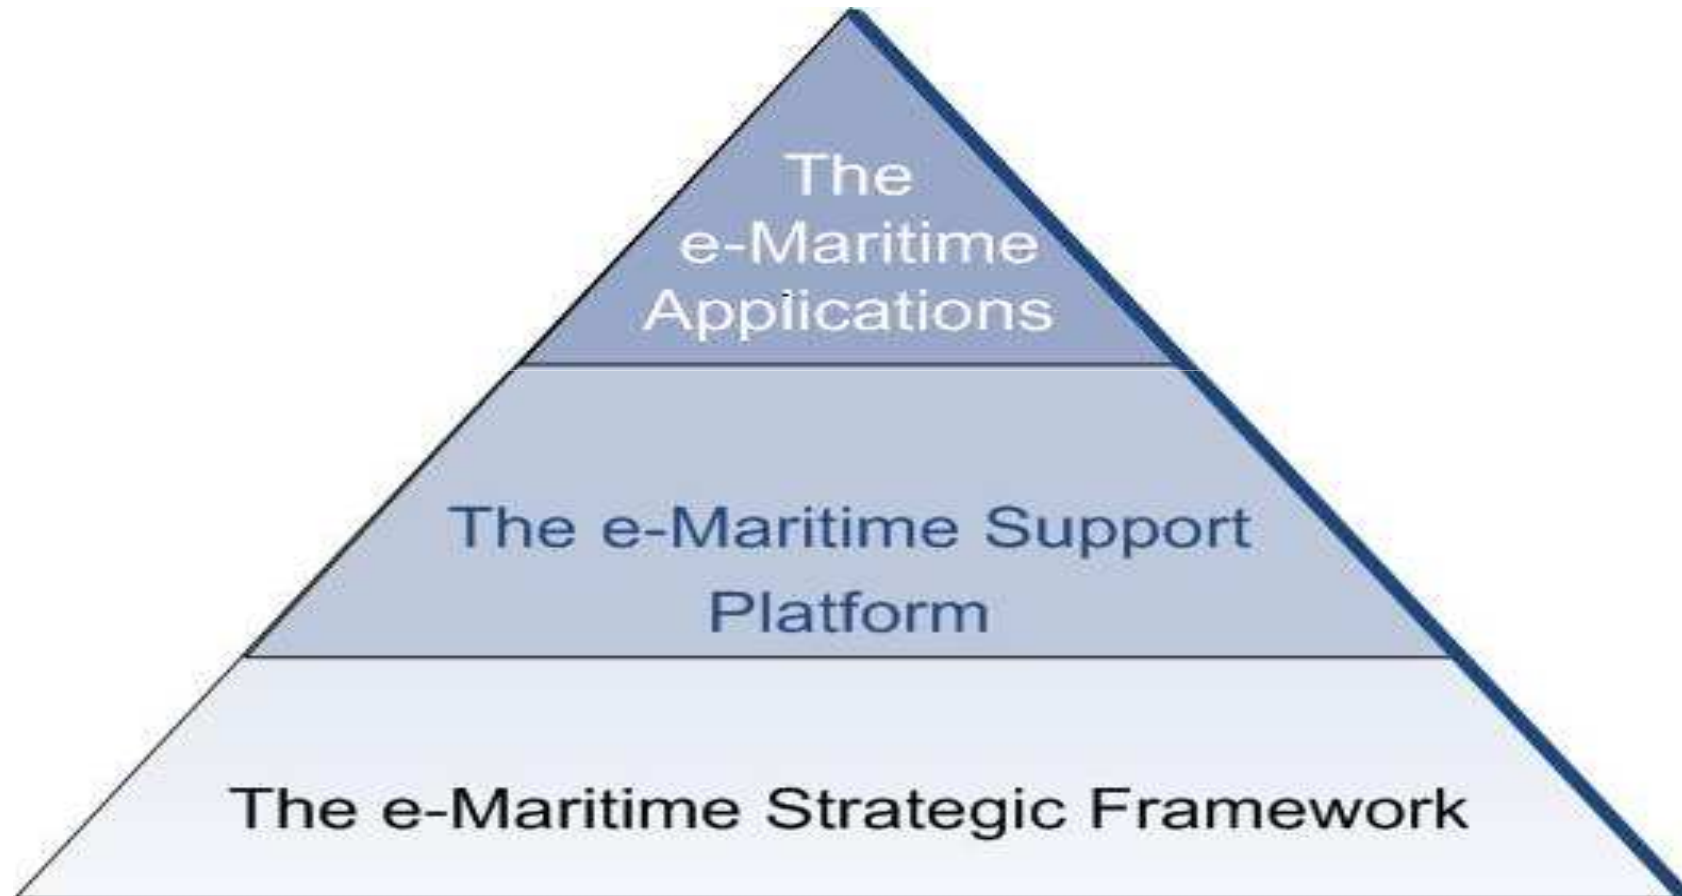 The
e-Maritime
Applications
The e-Maritime Support
Platform
The e-Maritime Strategic Framework